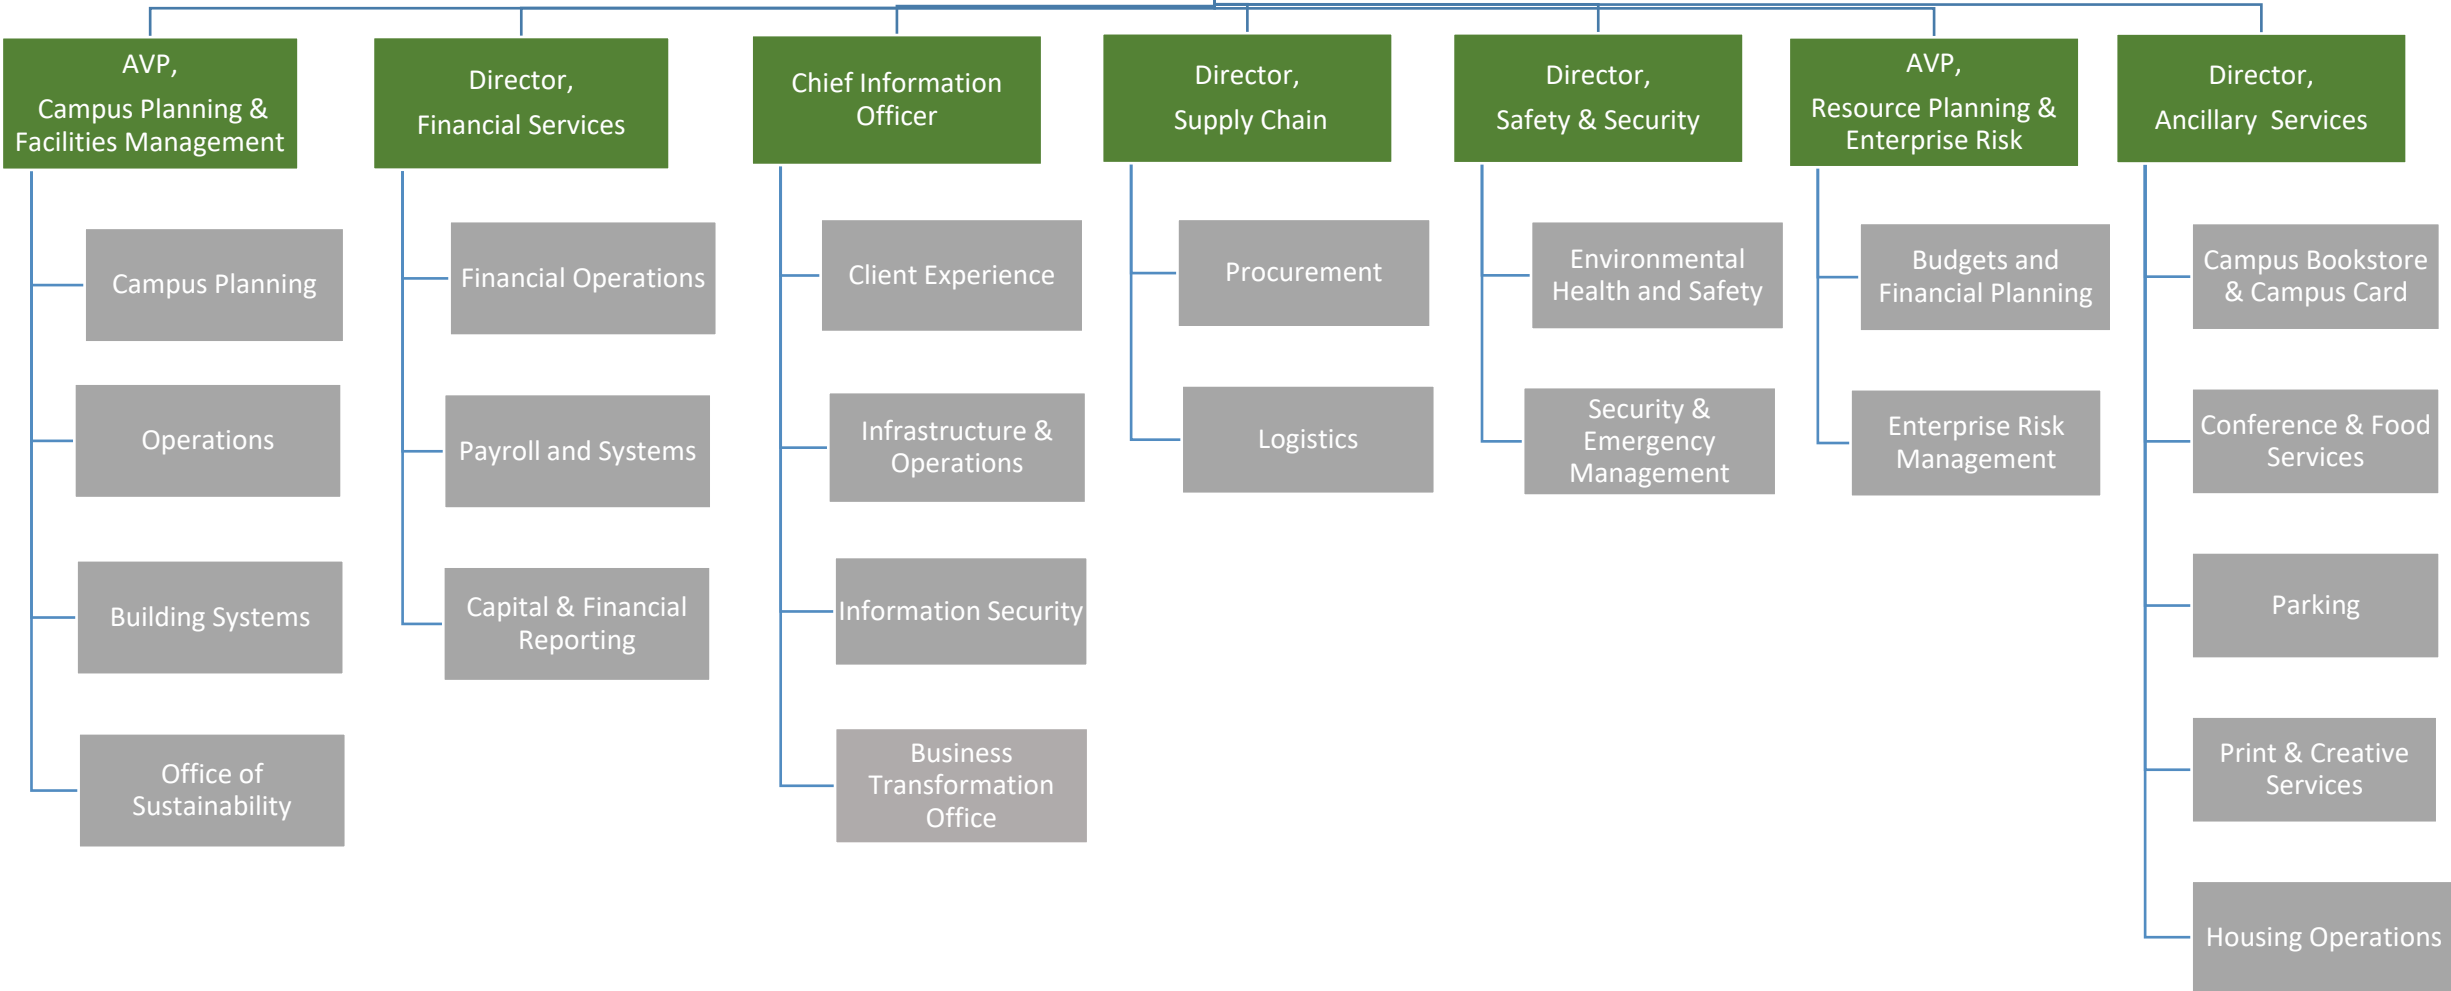 AVP,
Campus Planning &
Facilities Management
Campus Planning
Operations
Building Systems
Office of
Sustainability
Director,
Financial Services
Financial Operations
Payroll and Systems
Capital & Financial
Reporting
Chief Information
Officer
Client Experience
Infrastructure &
Operations
Information Security
Business
Transformation
Office
Director,
Supply Chain
Procurement
Logistics
Director,
Safety & Security
Environmental
Health and Safety
Security &
Emergency
Management
AVP,
Resource Planning &
Enterprise Risk
Budgets and
Financial Planning
Enterprise Risk
Management
Director,
Ancillary Services
Campus Bookstore
& Campus Card
Conference & Food
Services
Parking
Print & Creative
Services
Housing Operations